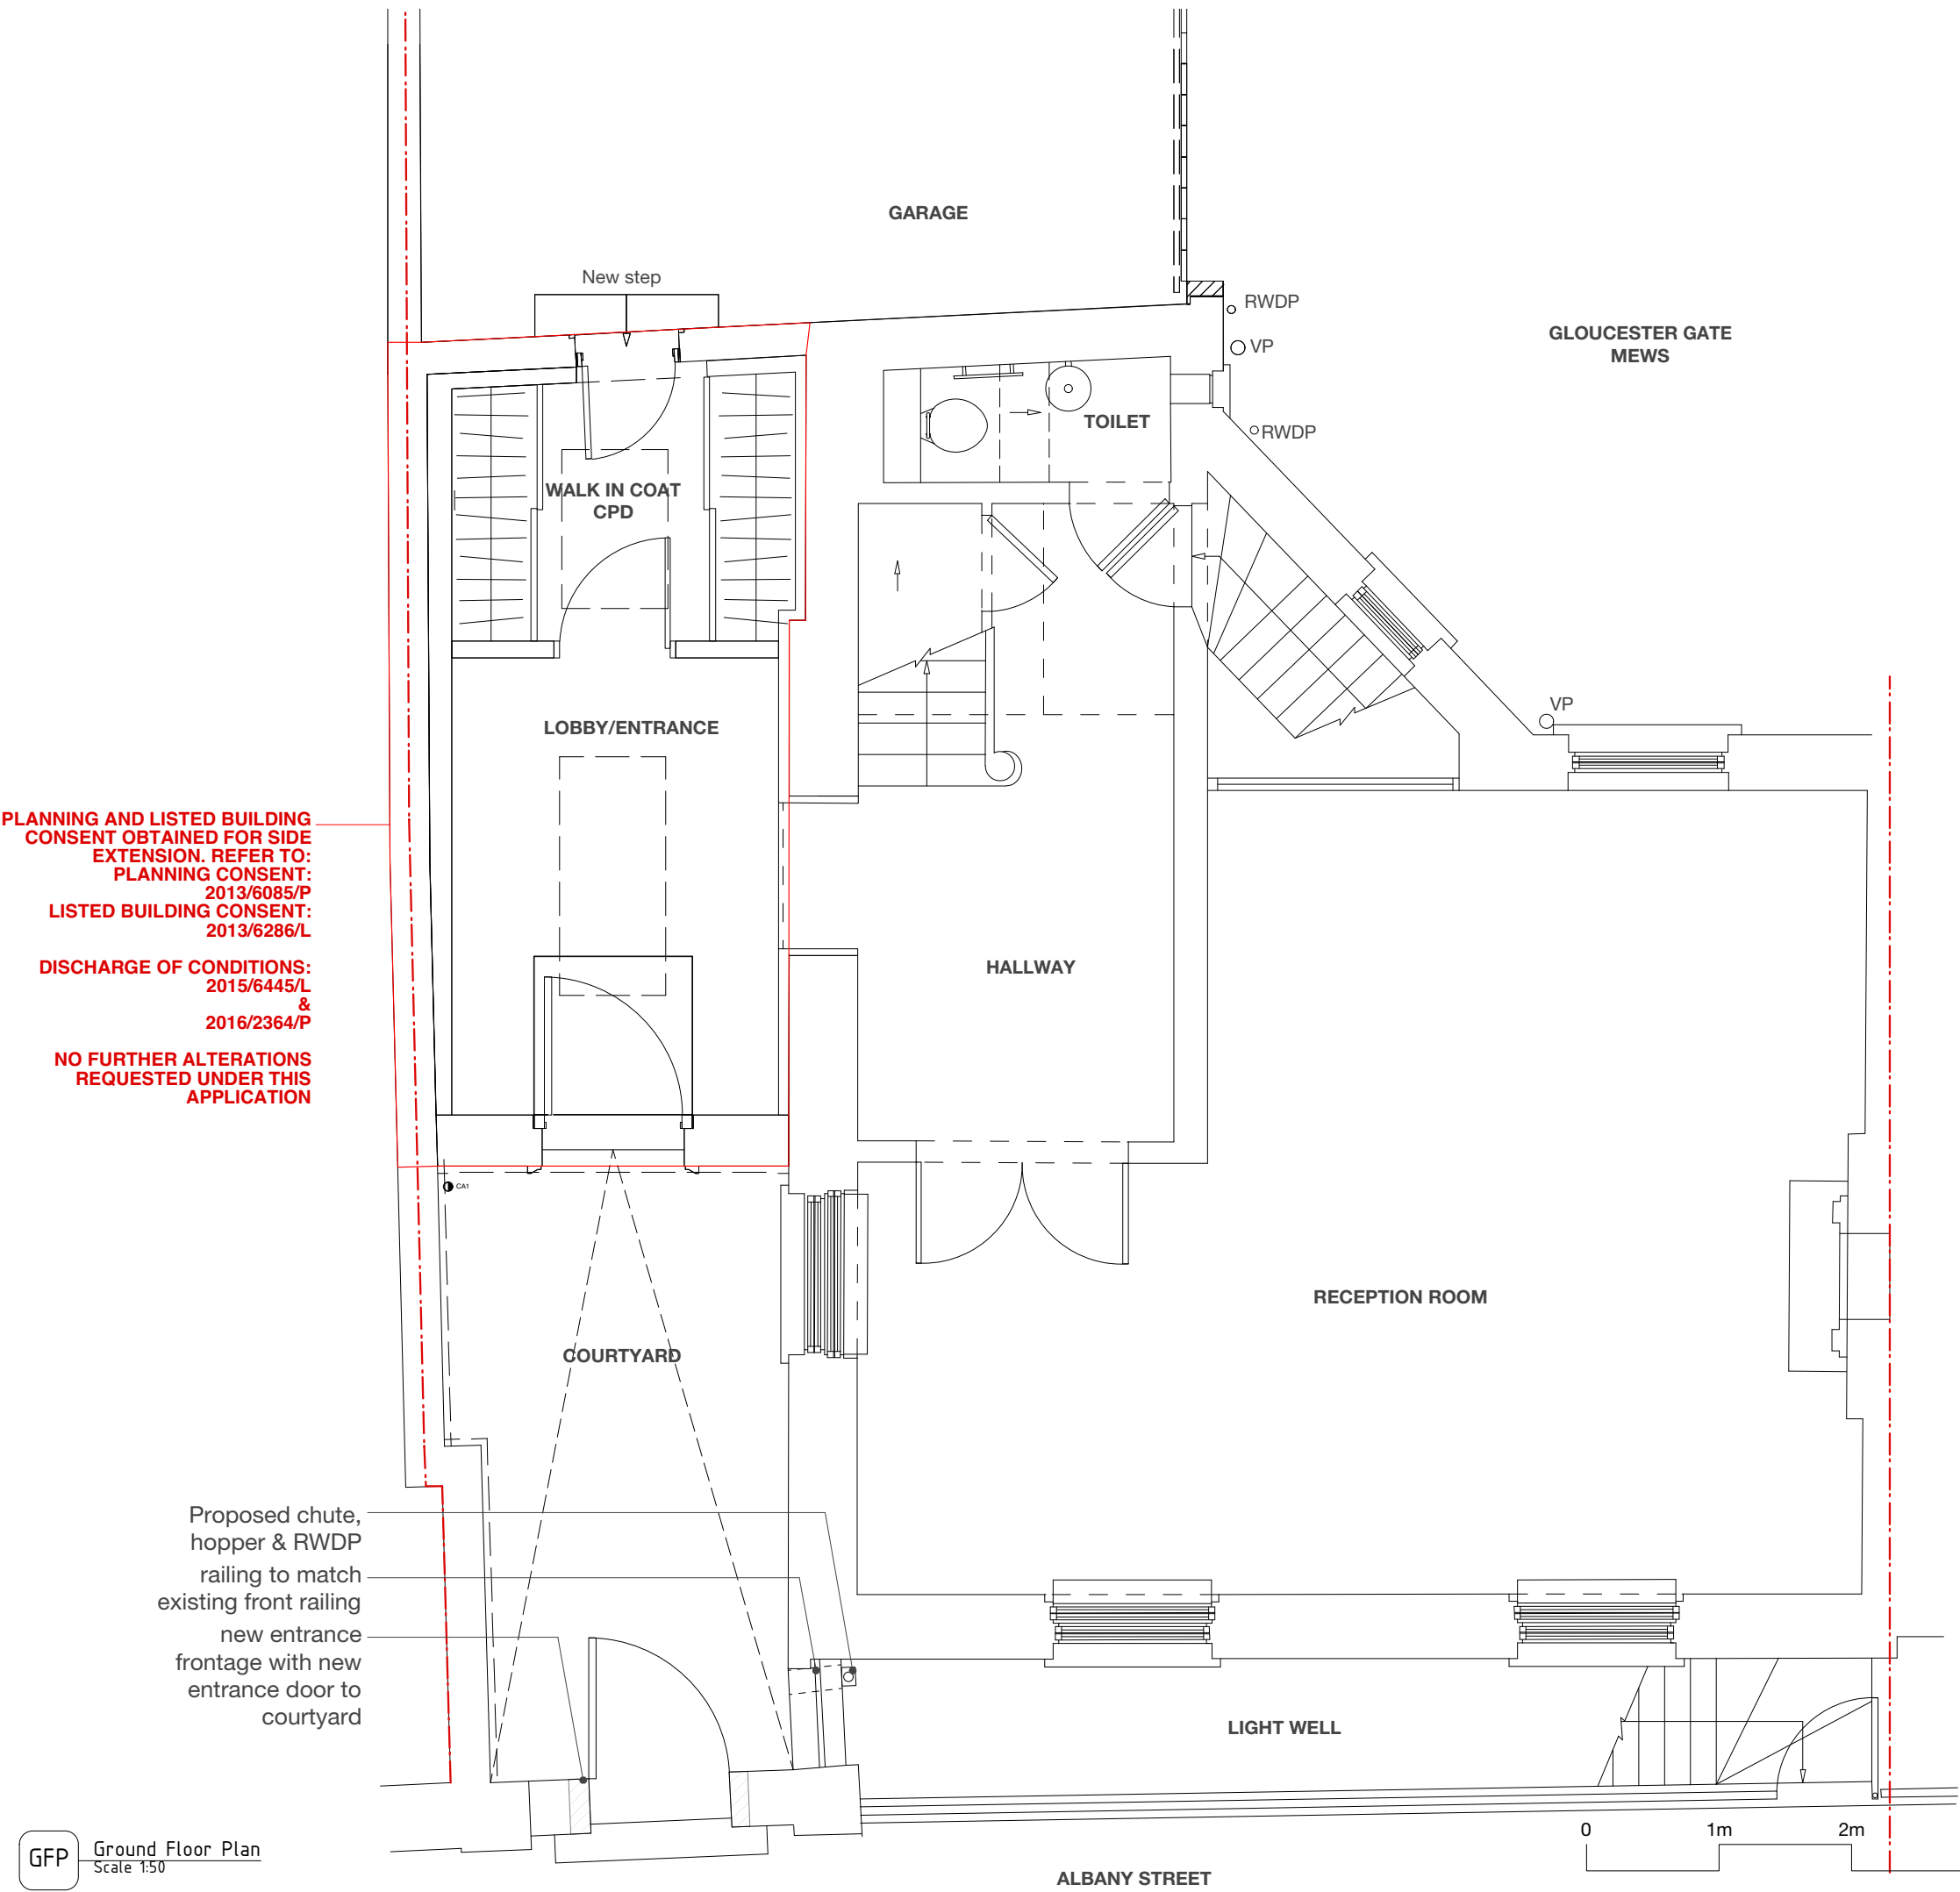 GARAGE
New step
RWDP
VP
GLOUCESTER GATE
MEWS
TOILET
RWDP
WALK IN COAT
CPD
VP
LOBBY/ENTRANCE
PLANNING AND LISTED BUILDING
CONSENT OBTAINED FOR SIDE
EXTENSION. REFER TO:
PLANNING CONSENT:
2013/6085/P
LISTED BUILDING CONSENT:
2013/6286/L
DISCHARGE OF CONDITIONS:
2015/6445/L
&
2016/2364/P
NO FURTHER ALTERATIONS
REQUESTED UNDER THIS
APPLICATION
HALLWAY
CA1
RECEPTION ROOM
COURTYARD
Proposed chute,
hopper & RWDP
railing to match
existing front railing
new entrance
frontage with new
entrance door to
courtyard
LIGHT WELL
0 1m 2m
GFP
Ground Floor Plan
Scale 1:50
ALBANY STREET